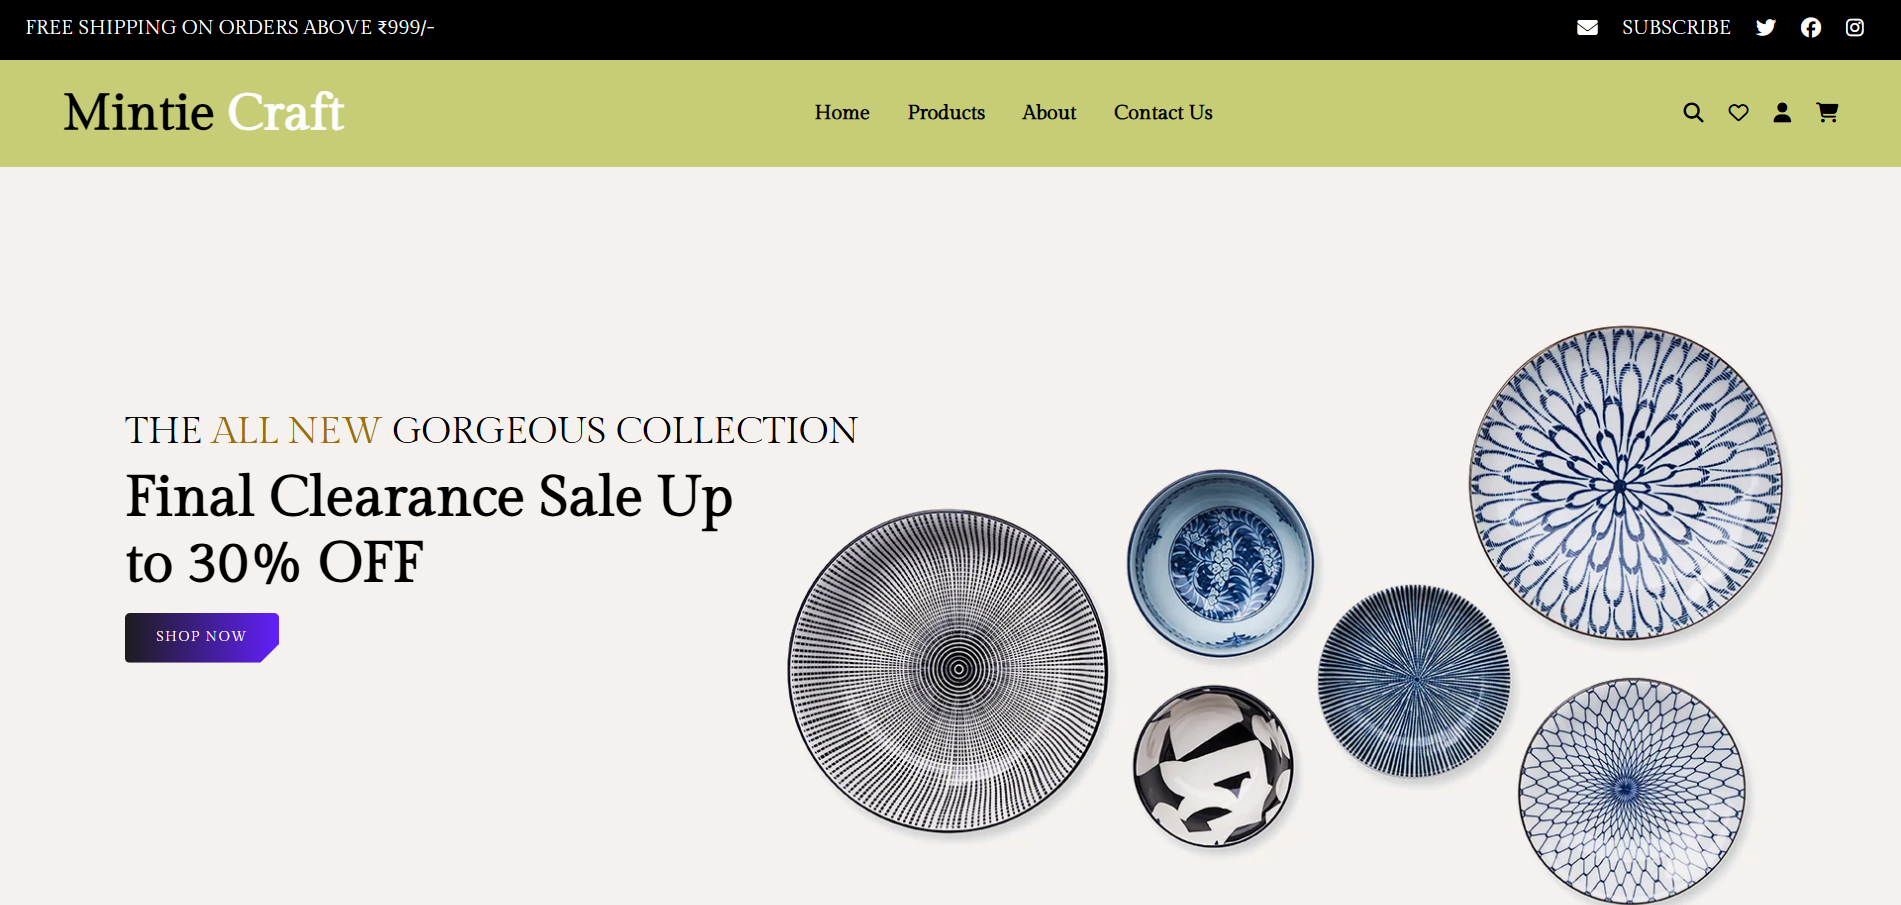 FREE SHIPPING ON ORDERS ABOVE ₹999/-
SUBSCRIBE
Mintie Craft
Home
Products
About
Contact Us
THE ALL NEW GORGEOUS COLLECTION
Final Clearance Sale Up
to 30% OFF
SHOP NOW